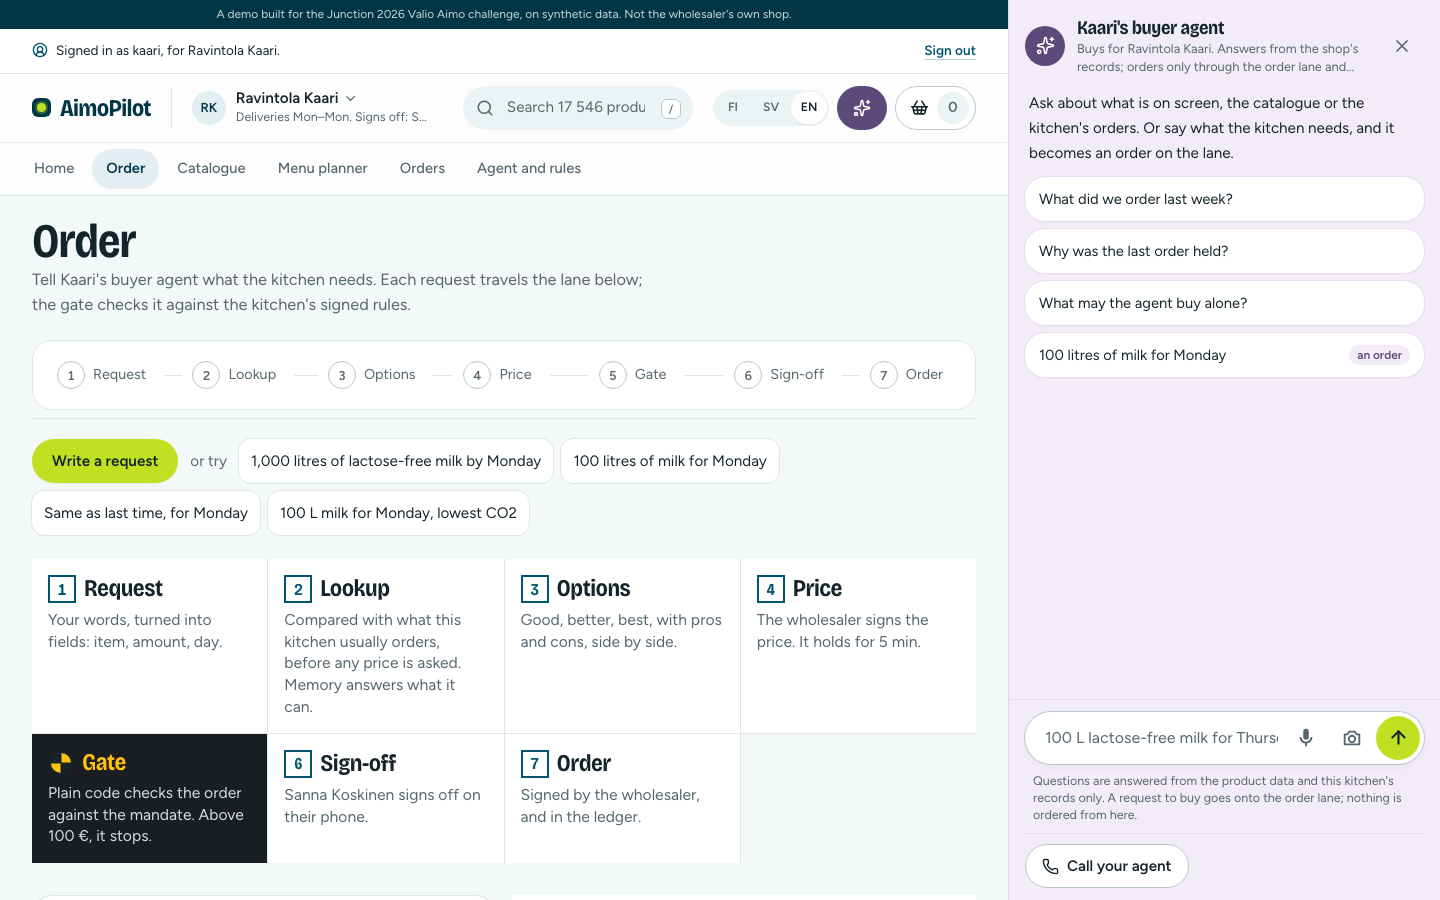 A demo built for the Junction 2026 Valio Aimo challenge, on synthetic data. Not the wholesaler's own shop.
Signed in as kaari, for Ravintola Kaari.
Sign out
AimoPilot
RK
Ravintola Kaari
Deliveries Mon–Mon. Signs off: S...
Search 17 546 produ
/
FI
SV
EN
0
Home
Order
Catalogue
Menu planner
Orders
Agent and rules
Order
Tell Kaari's buyer agent what the kitchen needs. Each request travels the lane below;
the gate checks it against the kitchen's signed rules.
1 Request
2 Lookup
3 Options
4 Price
5 Gate
6 Sign-off
7 Order
Write a request
or try
1,000 litres of lactose-free milk by Monday
100 litres of milk for Monday
Same as last time, for Monday
100 L milk for Monday, lowest CO2
1 Request
Your words, turned into
fields: item, amount, day.
2 Lookup
Compared with what this
kitchen usually orders,
before any price is asked.
Memory answers what it
can.
3 Options
Good, better, best, with pros
and cons, side by side.
4 Price
The wholesaler signs the
price. It holds for 5 min.
Gate
Plain code checks the order
against the mandate. Above
100 €, it stops.
6 Sign-off
Sanna Koskinen signs off on
their phone.
7 Order
Signed by the wholesaler,
and in the ledger.
Kaari's buyer agent
Buys for Ravintola Kaari. Answers from the shop's
records; orders only through the order lane and...
Ask about what is on screen, the catalogue or the
kitchen's orders. Or say what the kitchen needs, and it
becomes an order on the lane.
What did we order last week?
Why was the last order held?
What may the agent buy alone?
100 litres of milk for Monday
an order
100 L lactose-free milk for Thurs
Questions are answered from the product data and this kitchen's
records only. A request to buy goes onto the order lane; nothing is
ordered from here.
Call your agent